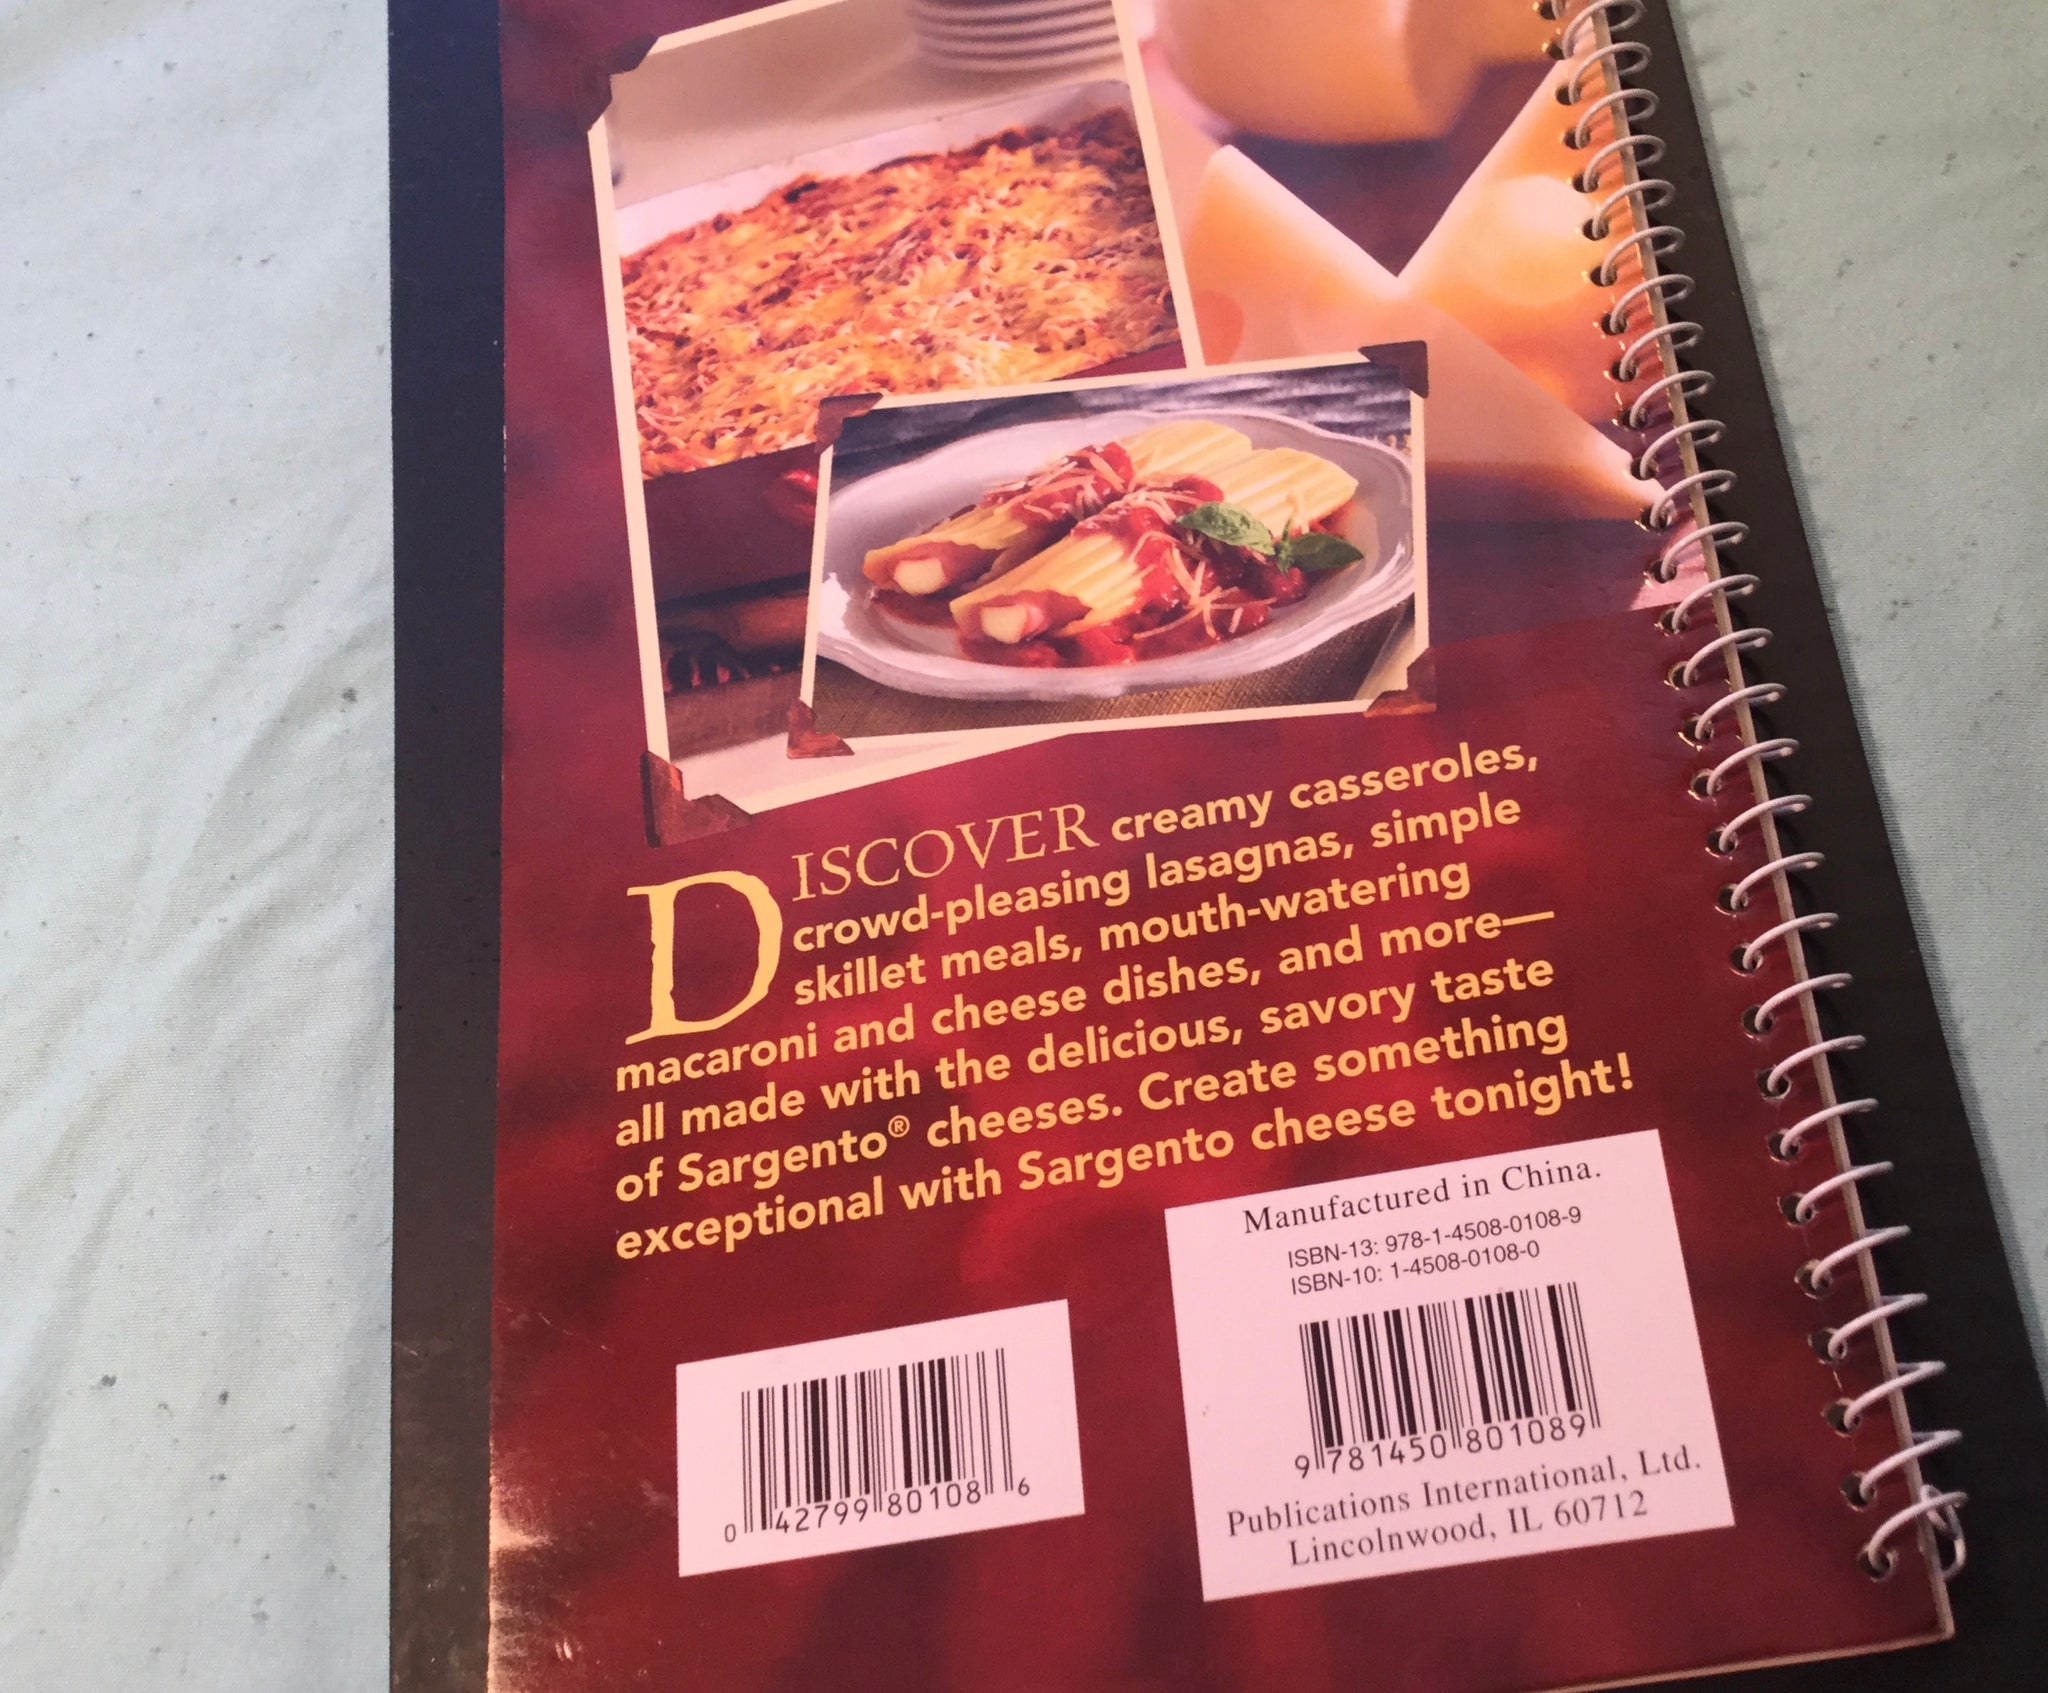 DISCOVER creamy casseroles,
crowd-pleasing lasagnas, simple
skillet meals, mouth-watering
macaroni and cheese dishes, and more—
all made with the delicious, savory taste
of Sargento® cheeses. Create something
exceptional with Sargento cheese tonight!
Manufactured in China.
ISBN-13: 978-1-4508-0108-9
ISBN-10: 1-4508-0108-0
0 42799 80108 6
9 781450 801089
Publications International, Ltd.
Lincolnwood, IL 60712